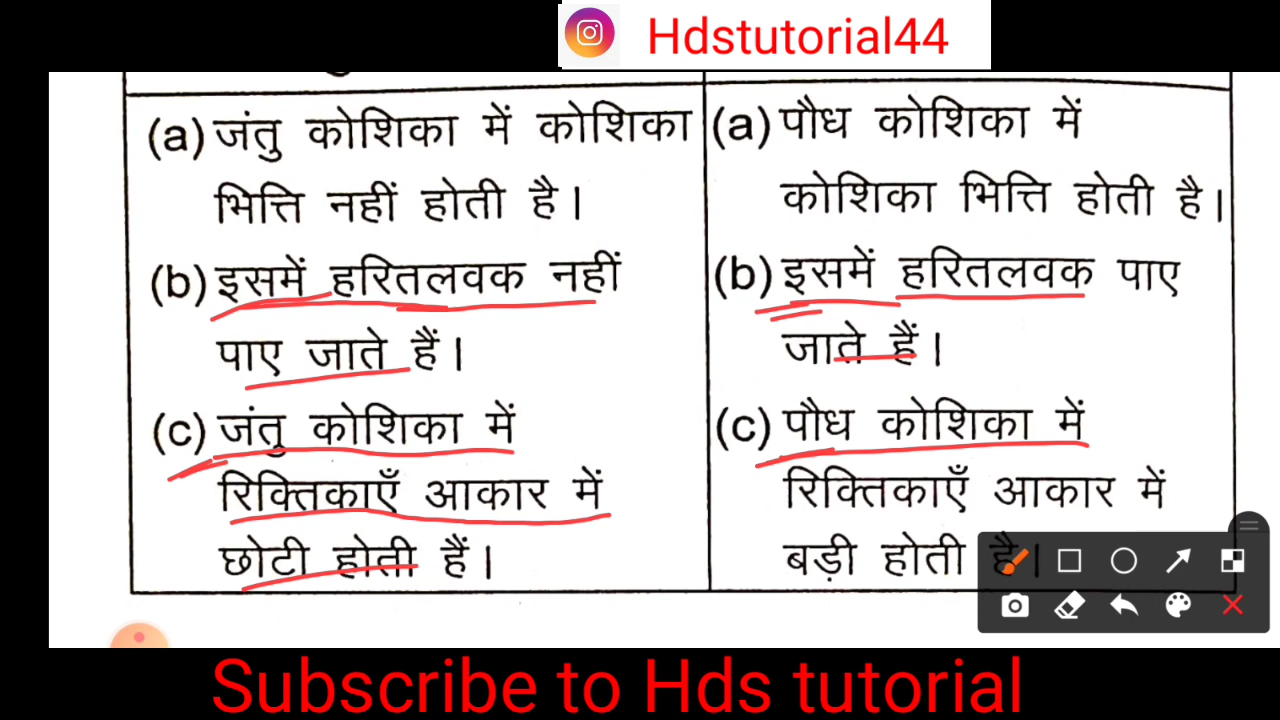 Hdstutorial44
(a) जंतु कोशिका में कोशिका
भित्ति नहीं होती है।
(b) इसमें हरितलवक नहीं
पाए जाते हैं।
(c) जंतु कोशिका में
रिक्तिकाएँ आकार में
छोटी होती हैं।
(a) पौध कोशिका में
कोशिका भित्ति होती है।
(b) इसमें हरितलवक पाए
जाते हैं।
(c) पौध कोशिका में
रिक्तिकाएँ आकार में
बड़ी होती है।
Subscribe to Hds tutorial